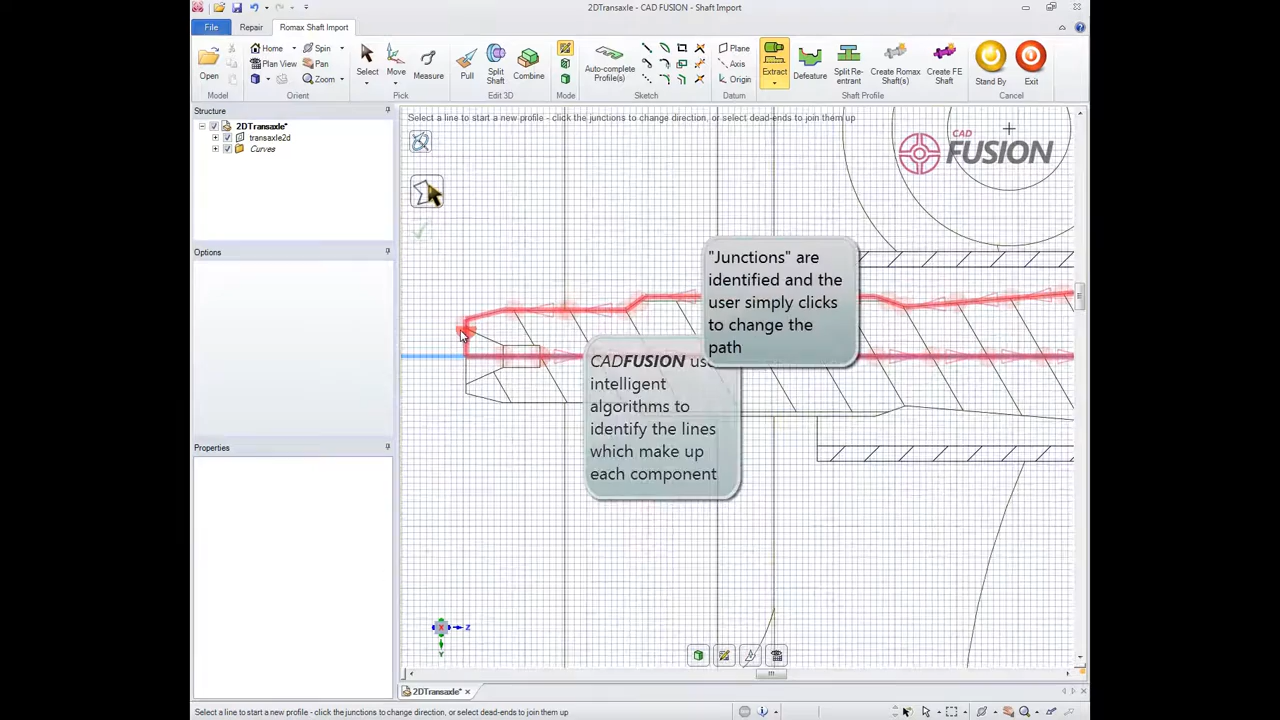 2DTransaxle - CAD FUSION - Shaft Import
File
Repair
Romax Shaft Import
Open
Home
Plan View
Spin
Pan
Zoom
Select
Move
Measure
Pull
Split
Shaft
Combine
Auto-complete
Profile(s)
Plane
Axis
Origin
Extract
Defeature
Split Re-
entrant
Create Romax
Shaft(s)
Create FE
Shaft
Stand By
Exit
Model
Orient
Pick
Edit 3D
Mode
Sketch
Datum
Shaft Profile
Cancel
Structure
2DTransaxle*
transaxle2d
Curves
Options
Properties
Select a line to start a new profile - click the junctions to change direction, or select dead-ends to join them up
CAD
FUSION
"Junctions" are
identified and the
user simply clicks
to change the
path
CADFUSION
intelligent
algorithms to
identify the lines
which make up
each component
Z
Y
2DTransaxle*
Select a line to start a new profile - click the junctions to change direction, or select dead-ends to join them up